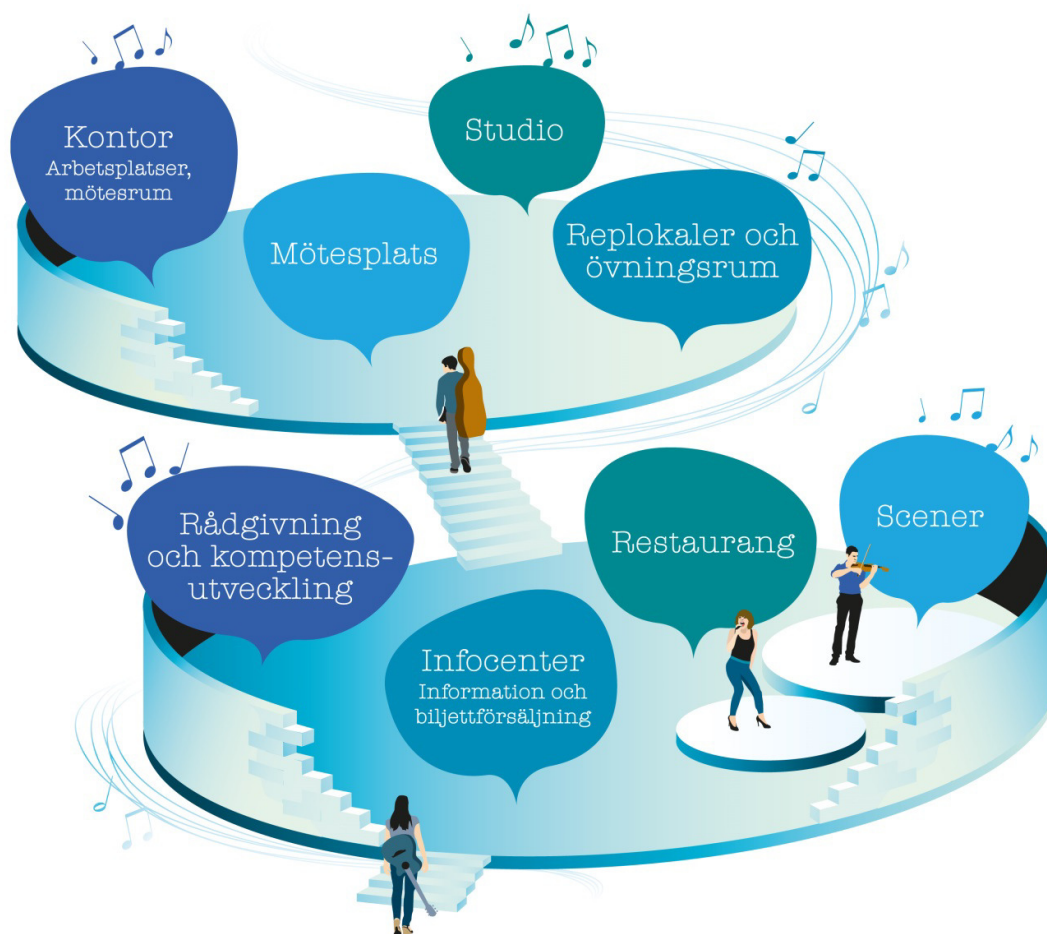 Kontor
Arbetsplatser,
mötesrum
Studio
Mötesplats
Replokaler och
övningsrum
Rådgivning
och kompetens-
utveckling
Restaurang
Scener
Infocenter
Information och
biljettförsäljning